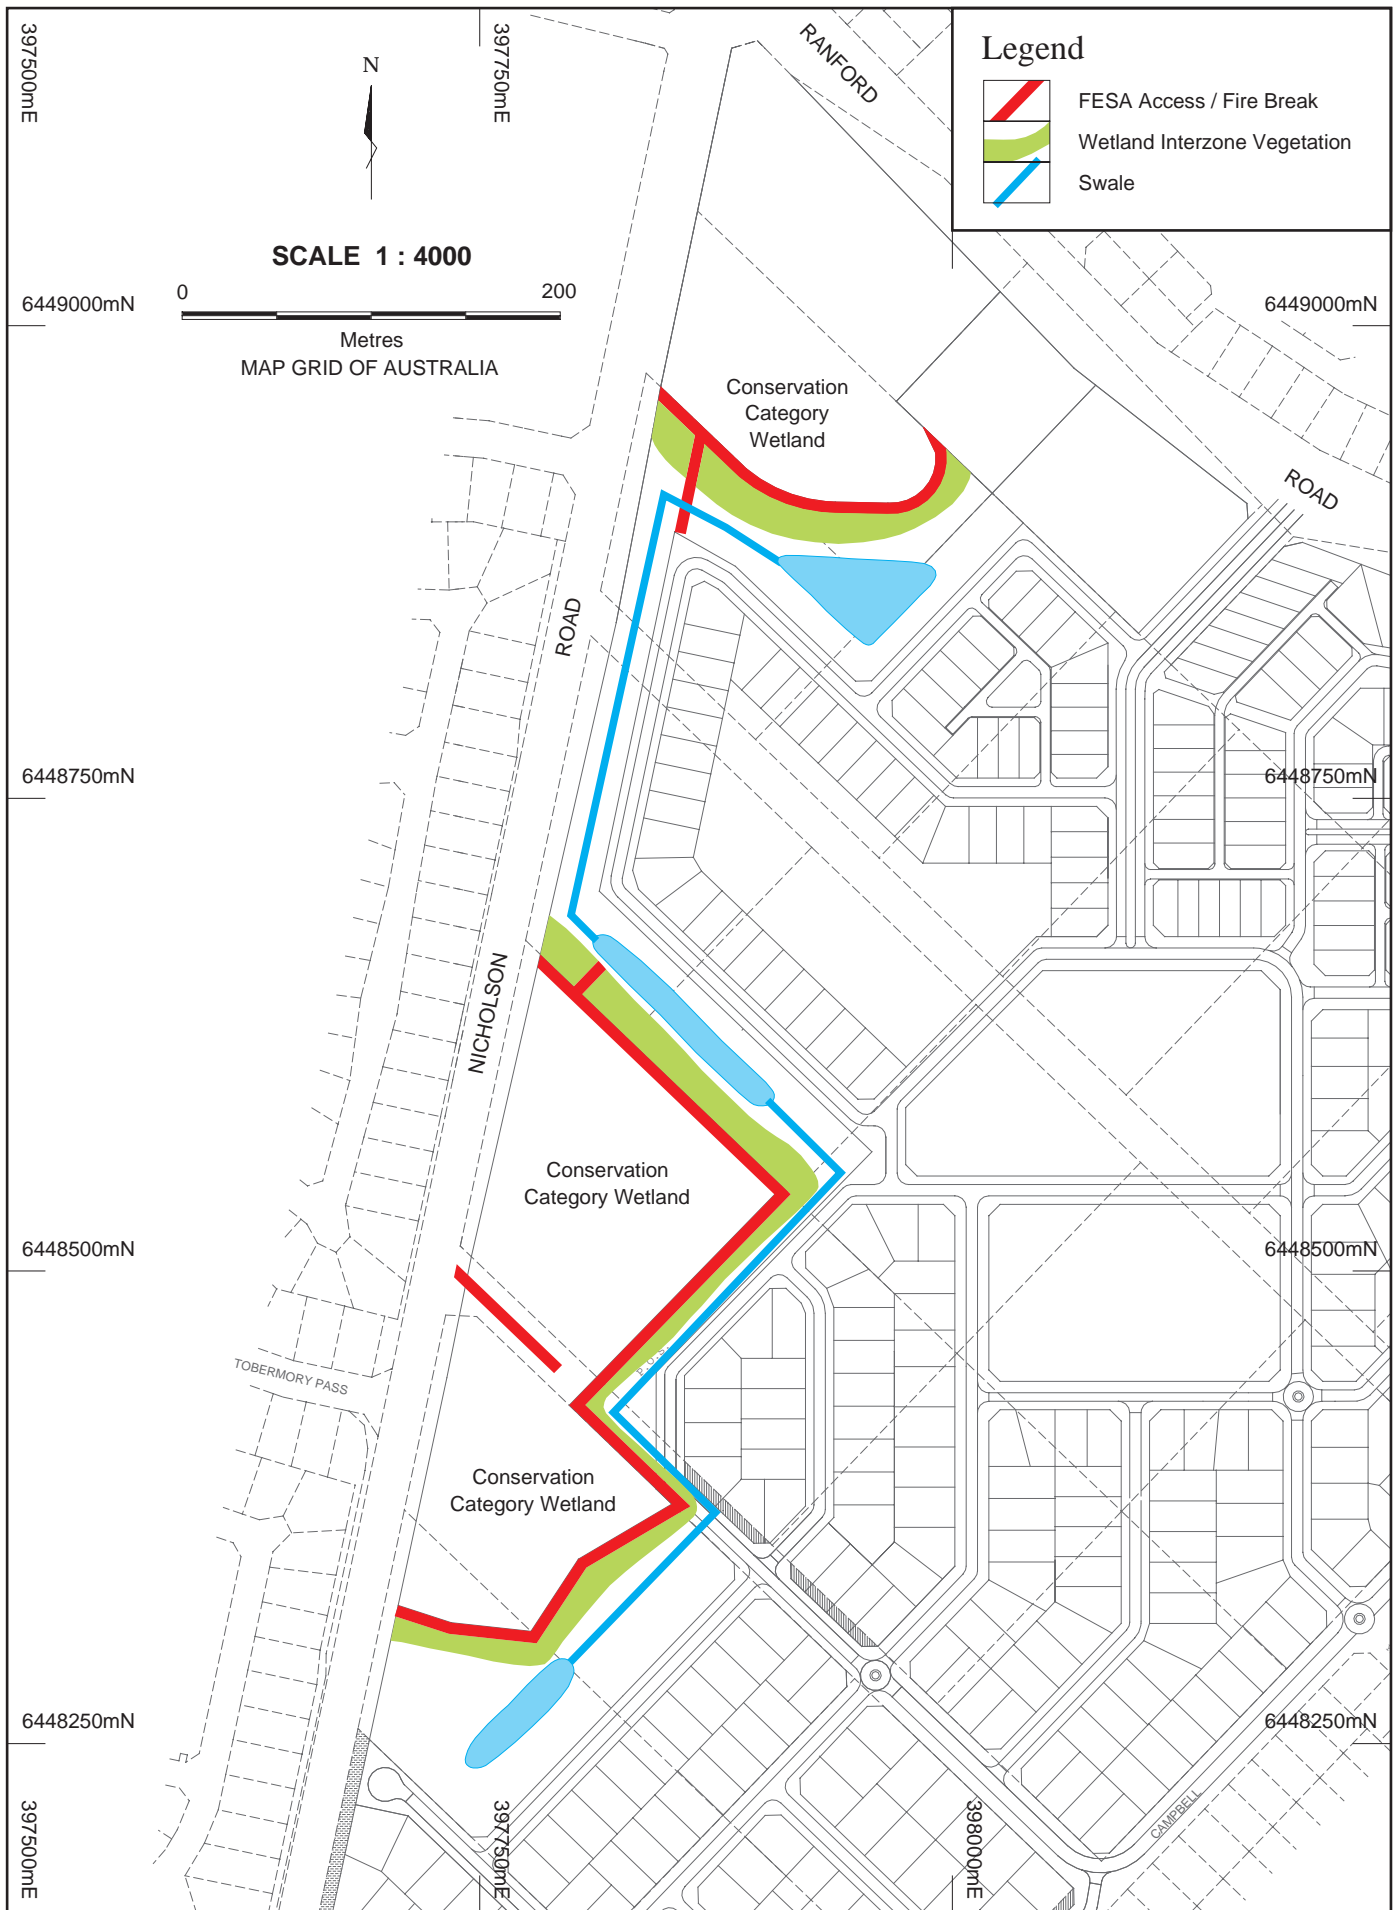 397500mE
397750mE
N
RANFORD
Legend
FESA Access / Fire Break
Wetland Interzone Vegetation
Swale
SCALE 1 : 4000
0
200
Metres
MAP GRID OF AUSTRALIA
6449000mN
6449000mN
Conservation
Category
Wetland
ROAD
ROAD
6448750mN
6448750mN
NICHOLSON
Conservation
Category Wetland
6448500mN
6448500mN
P.O.S.
TOBERMORY PASS
Conservation
Category Wetland
6448250mN
6448250mN
CAMPBELL
397500mE
397750mE
398000mE